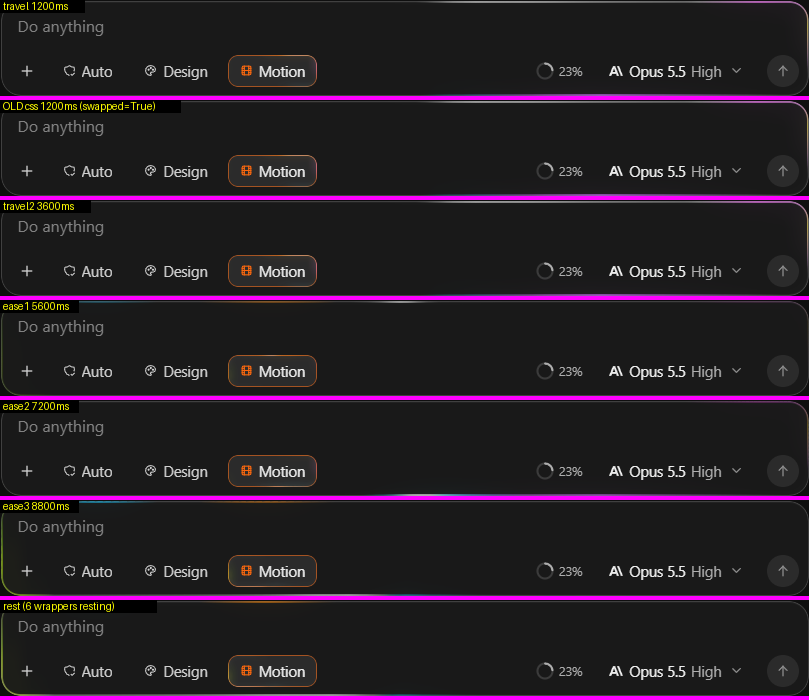 travel 1200ms
Do anything
Auto Design Motion 23% A\ Opus 5.5 High
OLD css 1200ms (swapped=True)
Do anything
Auto Design Motion 23% A\ Opus 5.5 High
travel2 3600ms
Do anything
Auto Design Motion 23% A\ Opus 5.5 High
ease1 5600ms
Do anything
Auto Design Motion 23% A\ Opus 5.5 High
ease2 7200ms
Do anything
Auto Design Motion 23% A\ Opus 5.5 High
ease3 8800ms
Do anything
Auto Design Motion 23% A\ Opus 5.5 High
rest (6 wrappers resting)
Do anything
Auto Design Motion 23% A\ Opus 5.5 High